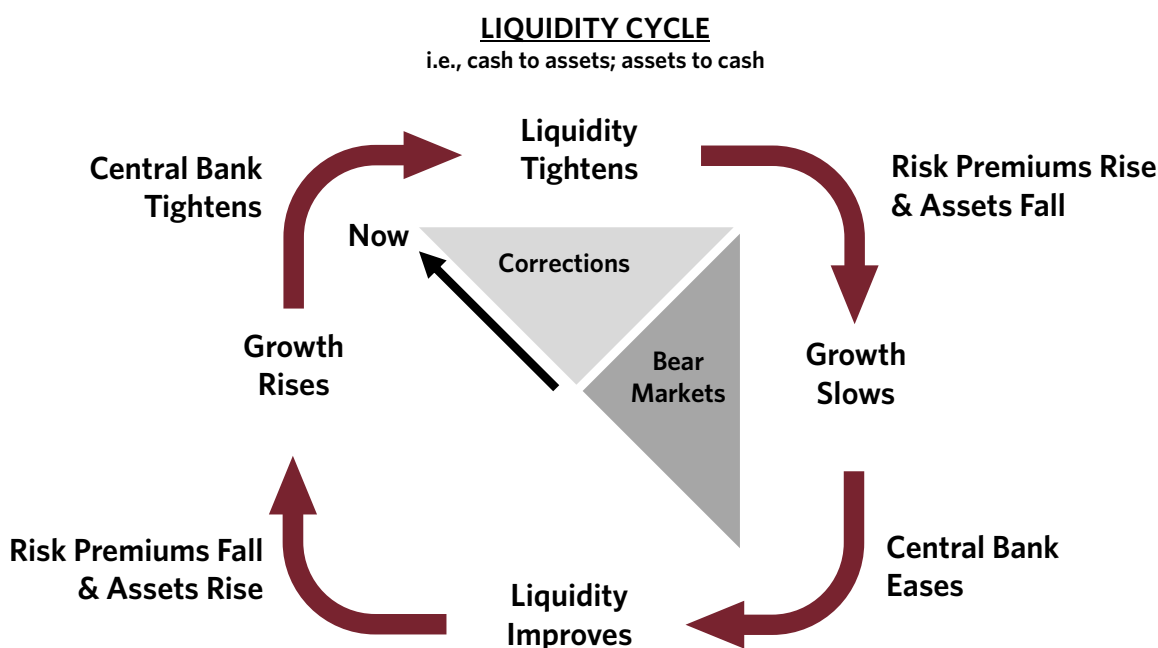 LIQUIDITY CYCLE
i.e., cash to assets; assets to cash
Liquidity
Tightens
Central Bank
Tightens
Risk Premiums Rise
& Assets Fall
Now
Corrections
Growth
Rises
Bear
Markets
Growth
Slows
Risk Premiums Fall
& Assets Rise
Central Bank
Eases
Liquidity
Improves